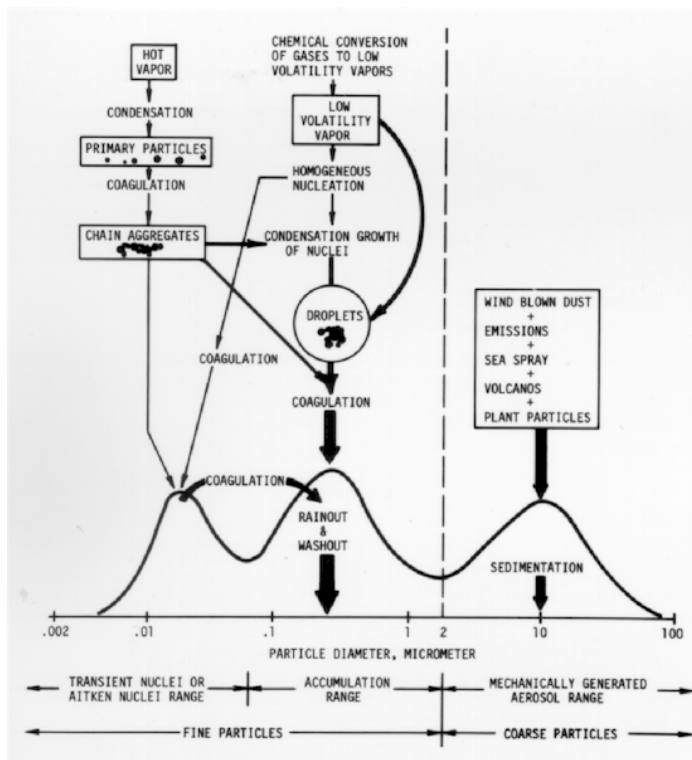 HOT
VAPOR
CONDENSATION
PRIMARY PARTICLES
COAGULATION
CHAIN AGGREGATES
CHEMICAL CONVERSION
OF GASES TO LOW
VOLATILITY VAPORS
LOW
VOLATILITY
VAPOR
HOMOGENEOUS
NUCLEATION
CONDENSATION GROWTH
OF NUCLEI
DROPLETS
COAGULATION
COAGULATION
COAGULATION
RAINOUT
&
WASHOUT
WIND BLOWN DUST
+
EMISSIONS
+
SEA SPRAY
+
VOLCANOS
+
PLANT PARTICLES
SEDIMENTATION
.002 .01 .1 1 2 10 100
PARTICLE DIAMETER, MICROMETER
TRANSIENT NUCLEI OR
AITKEN NUCLEI RANGE
ACCUMULATION
RANGE
MECHANICALLY GENERATED
AEROSOL RANGE
FINE PARTICLES
COARSE PARTICLES